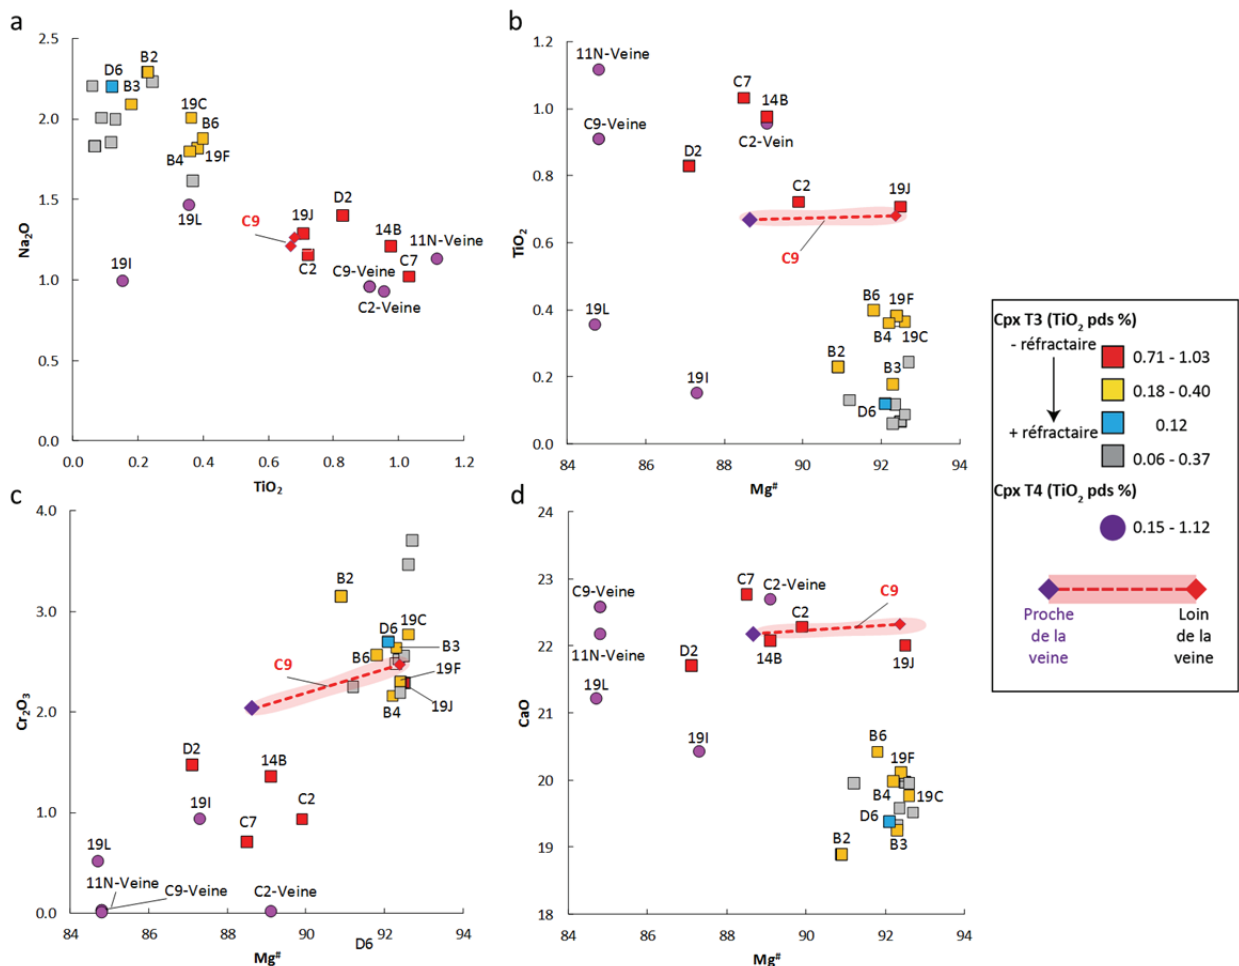 a
2.5
2.0
1.5
1.0
0.5
0.0
Na₂O
0.0 0.2 0.4 0.6 0.8 1.0 1.2
TiO₂
B2
D6
B3
19C
B6
B4
19F
19L
19I
C9
19J
C2
D2
14B
11N-Veine
C9-Veine
C7
C2-Veine
b
1.2
1.0
0.8
0.6
0.4
0.2
0.0
TiO₂
84 86 88 90 92 94
Mg#
11N-Veine
C7
14B
C9-Veine
C2-Vein
D2
C2
19J
C9
19L
B6
19F
B4
19C
B2
B3
19I
D6
c
4.0
3.0
2.0
1.0
0.0
Cr₂O₃
84 86 88 90 92 94
D6
Mg#
B2
19C
D6
B3
B6
19F
C9
B4
19J
D2
14B
19I
C2
C7
19L
11N-Veine
C9-Veine
C2-Veine
d
24
23
22
21
20
19
18
CaO
84 86 88 90 92 94
Mg#
C7
C2-Veine
C9
C9-Veine
C2
11N-Veine
D2
14B
19J
19L
19I
B6
19F
B4
19C
D6
B2
B3
Cpx T3 (TiO₂ pds %)
- réfractaire
+ réfractaire
0.71 - 1.03
0.18 - 0.40
0.12
0.06 - 0.37
Cpx T4 (TiO₂ pds %)
0.15 - 1.12
Proche
de la
veine
Loin
de la
veine